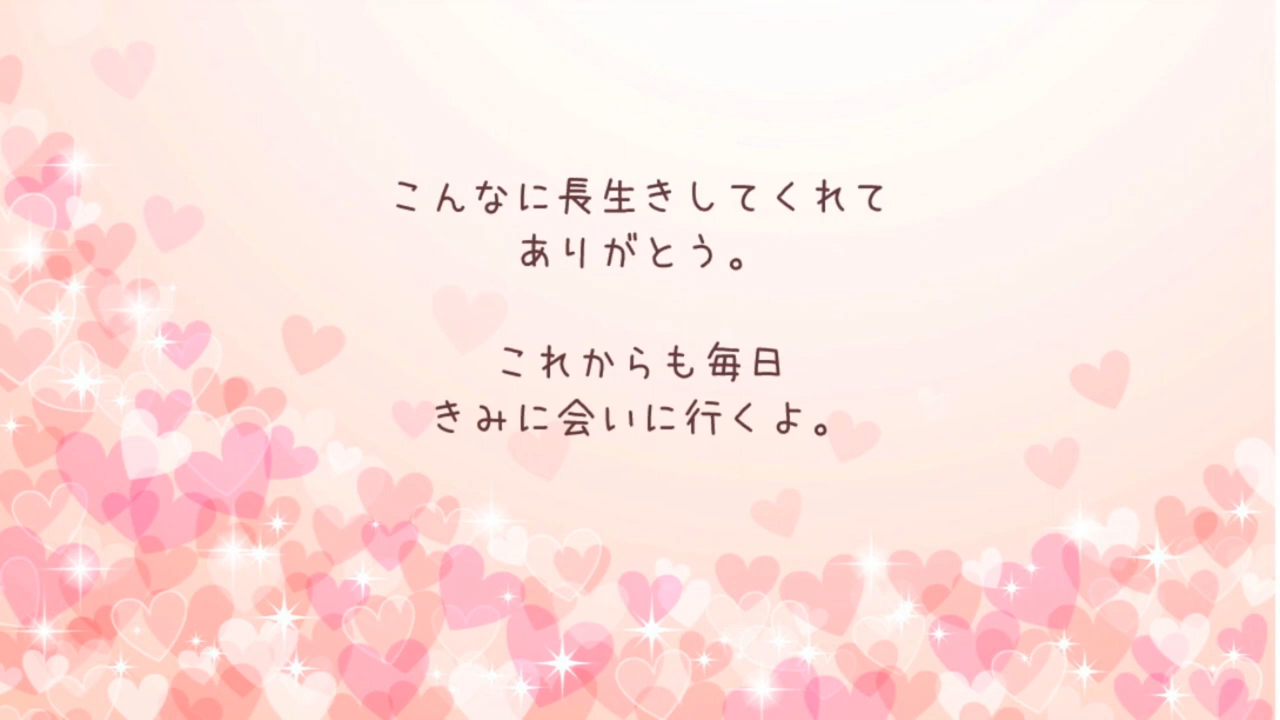 こんなに長生きしてくれて
ありがとう。
これからも毎日
きみに会いに行くよ。